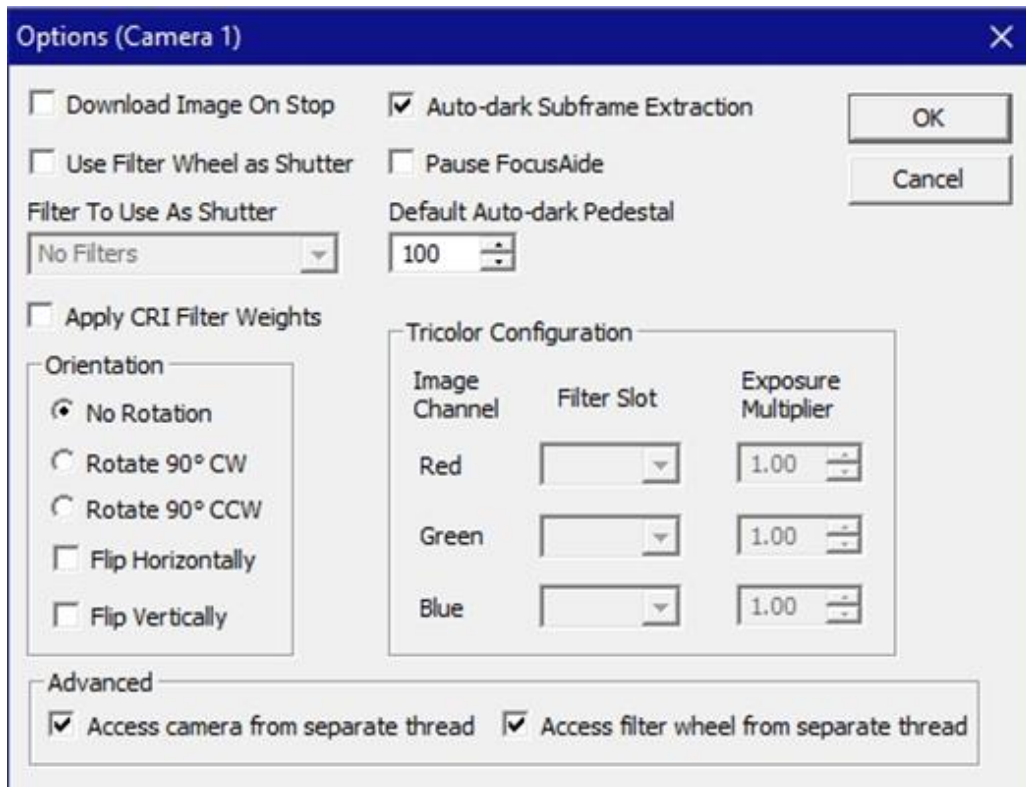 Options (Camera 1)
Download Image On Stop
Auto-dark Subframe Extraction
OK
Use Filter Wheel as Shutter
Pause FocusAide
Cancel
Filter To Use As Shutter
Default Auto-dark Pedestal
No Filters
100
Apply CRI Filter Weights
Orientation
No Rotation
Rotate 90° CW
Rotate 90° CCW
Flip Horizontally
Flip Vertically
Tricolor Configuration
Image
Channel
Filter Slot
Exposure
Multiplier
Red
1.00
Green
1.00
Blue
1.00
Advanced
Access camera from separate thread
Access filter wheel from separate thread